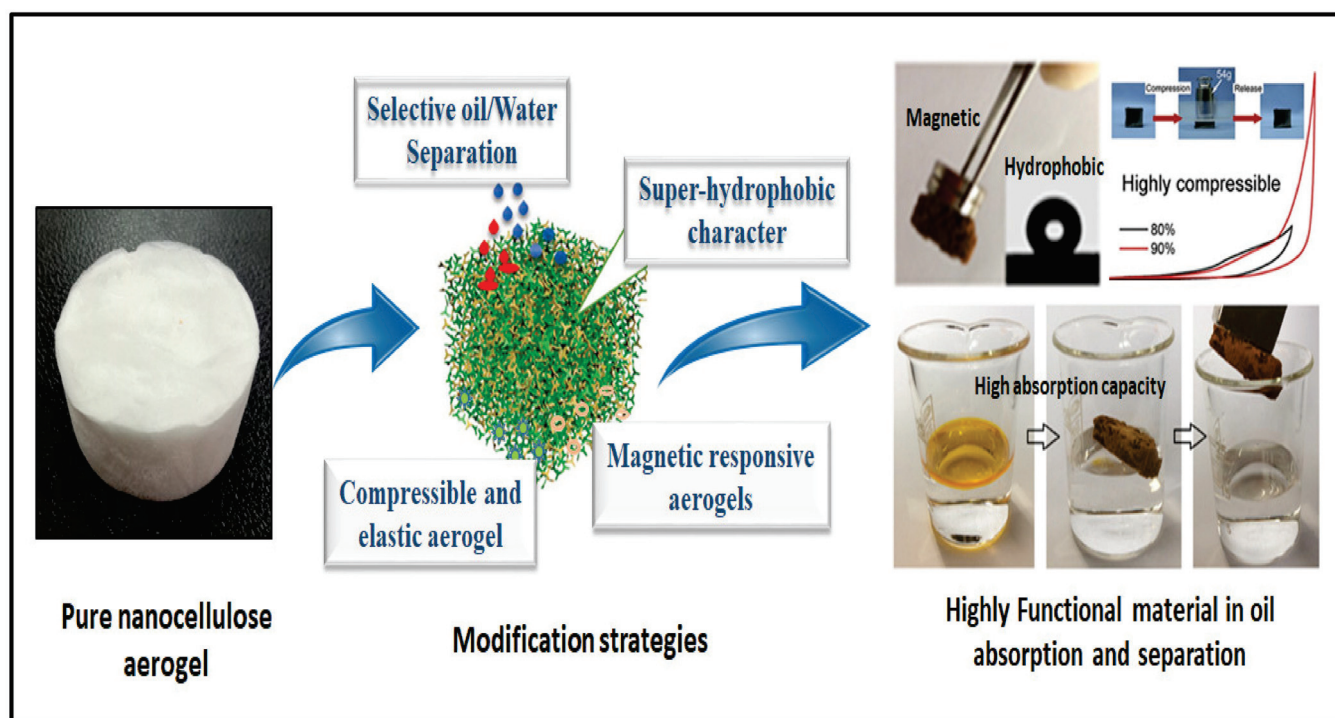 Selective oil/Water
Separation
Super-hydrophobic
character
Compressible and
elastic aerogel
Magnetic responsive
aerogels
Magnetic
Hydrophobic
Compression
54g
Release
Highly compressible
80%
90%
High absorption capacity
Pure nanocellulose
aerogel
Modification strategies
Highly Functional material in oil
absorption and separation